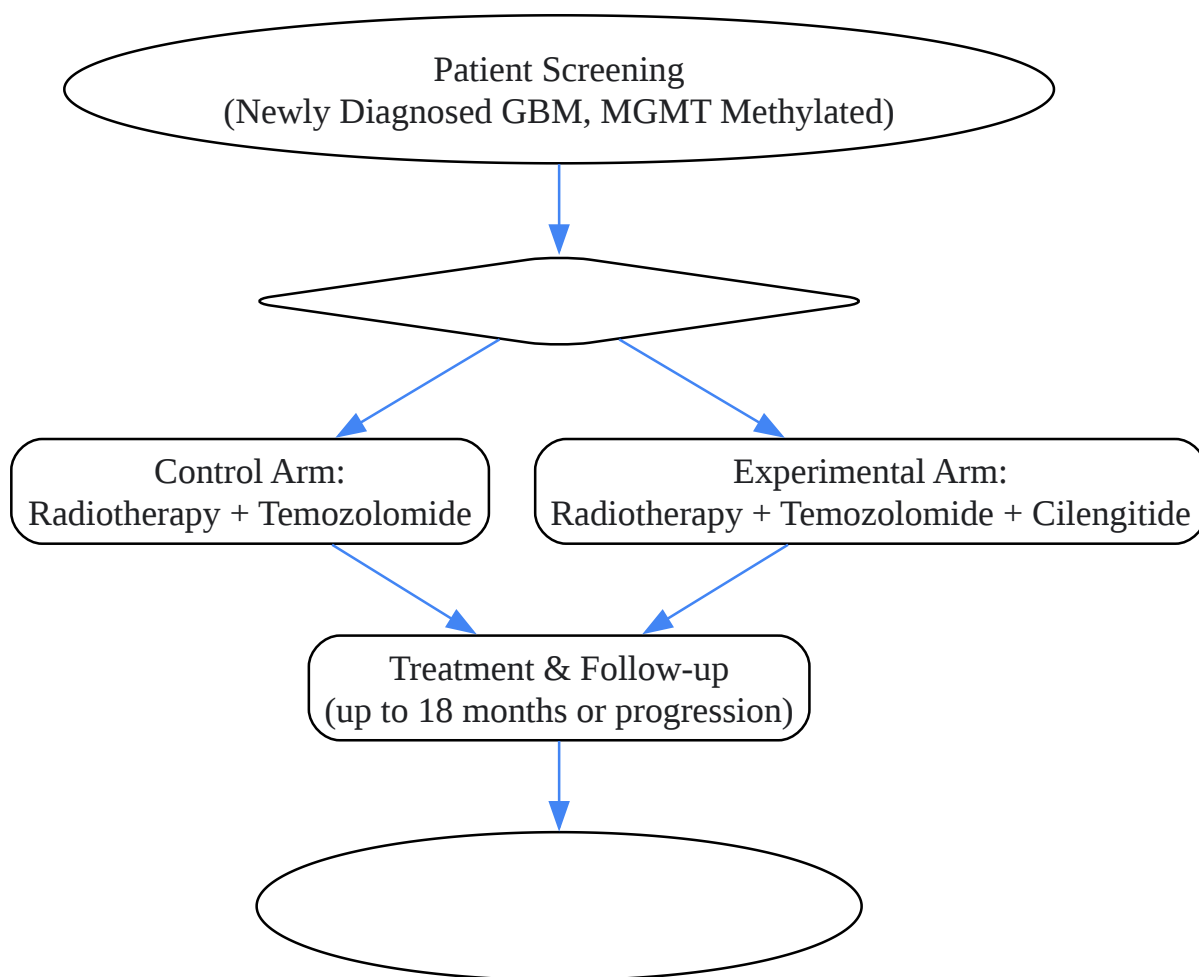 Patient Screening
(Newly Diagnosed GBM, MGMT Methylated)
Control Arm:
Radiotherapy + Temozolomide
Experimental Arm:
Radiotherapy + Temozolomide + Cilengitide
Treatment & Follow-up
(up to 18 months or progression)